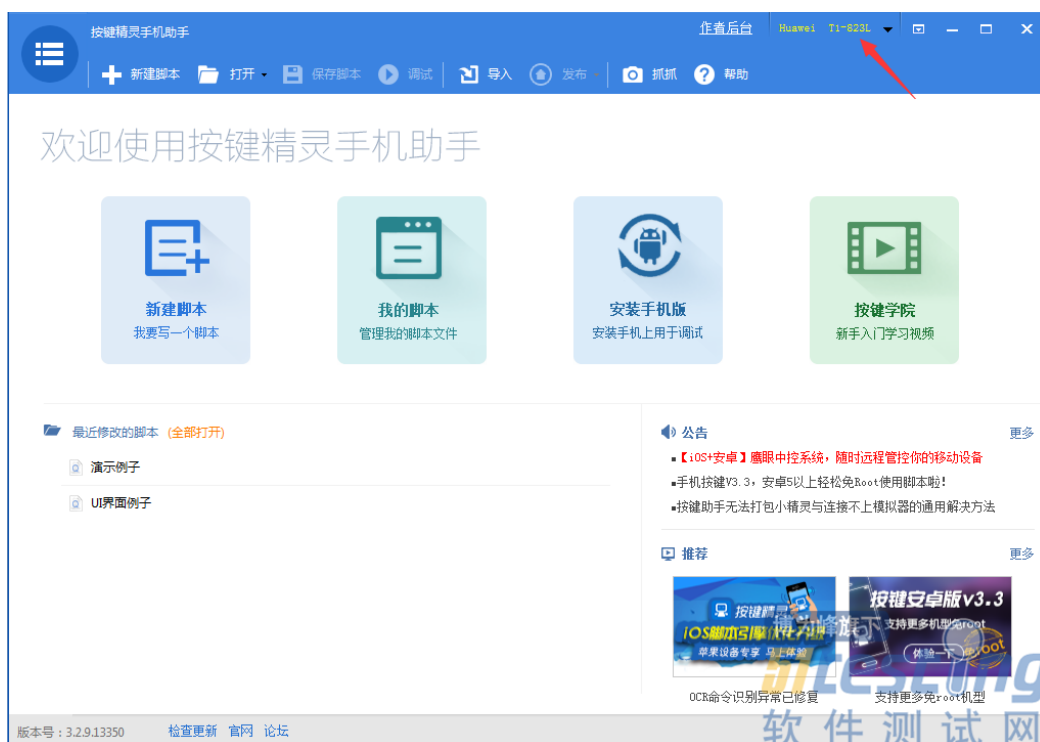 按键精灵手机助手
作者后台 Huawei T1-823L
新建脚本 打开 保存脚本 调试 导入 发布 抓抓 帮助
欢迎使用按键精灵手机助手
新建脚本
我要写一个脚本
我的脚本
管理我的脚本文件
安装手机版
安装手机上用于调试
按键学院
新手入门学习视频
最近修改的脚本 (全部打开)
演示例子
UI界面例子
公告 更多
【iOS+安卓】鹰眼中控系统，随时远程管控你的移动设备
手机按键V3.3，安卓5以上轻松免Root使用脚本啦!
按键助手无法打包小精灵与连接不上模拟器的通用解决方法
推荐 更多
按键精灵
iOS脚本引擎优化升级
苹果设备专享 马上体验
按键安卓版v3.3
支持更多机型免root
体验一下
博为峰旗下
OCR命令识别异常已修复
支持更多免root机型
51testing
软件测试网
版本号：3.2.9.13350 检查更新 官网 论坛